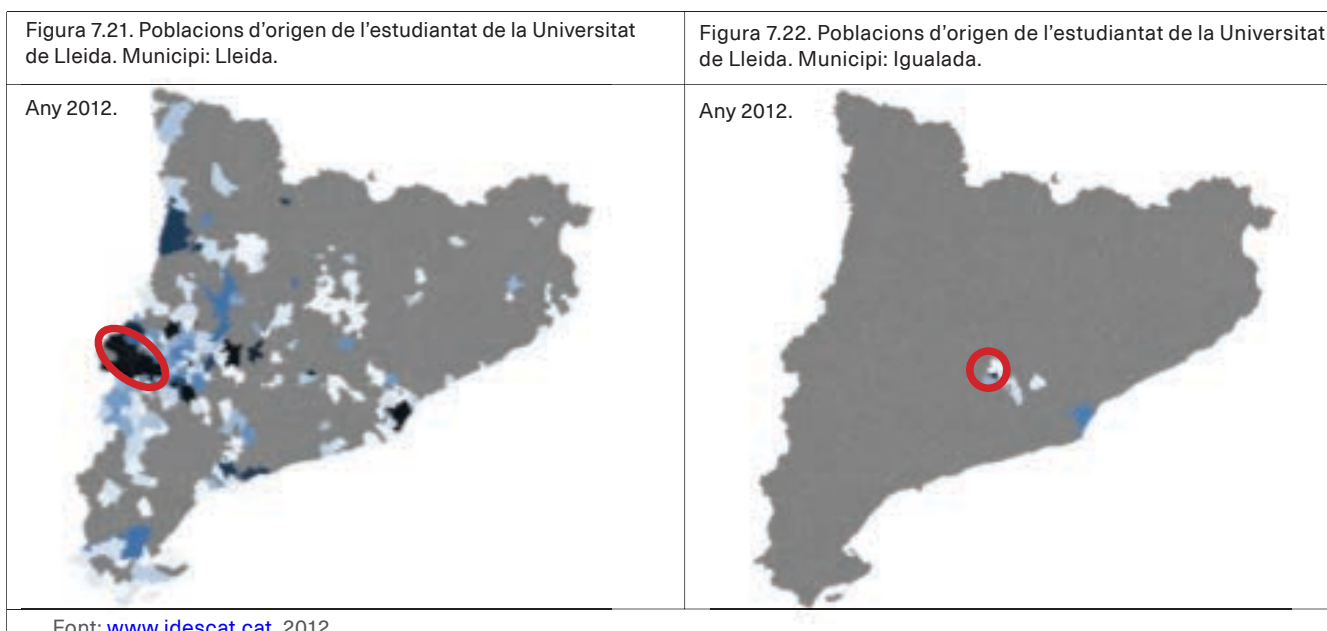 Figura 7.21. Poblacions d'origen de l'estudiantat de la Universitat
de Lleida. Municipi: Lleida.
Figura 7.22. Poblacions d'origen de l'estudiantat de la Universitat
de Lleida. Municipi: Igualada.
Any 2012.
Any 2012.
Font: www.idescat.cat, 2012